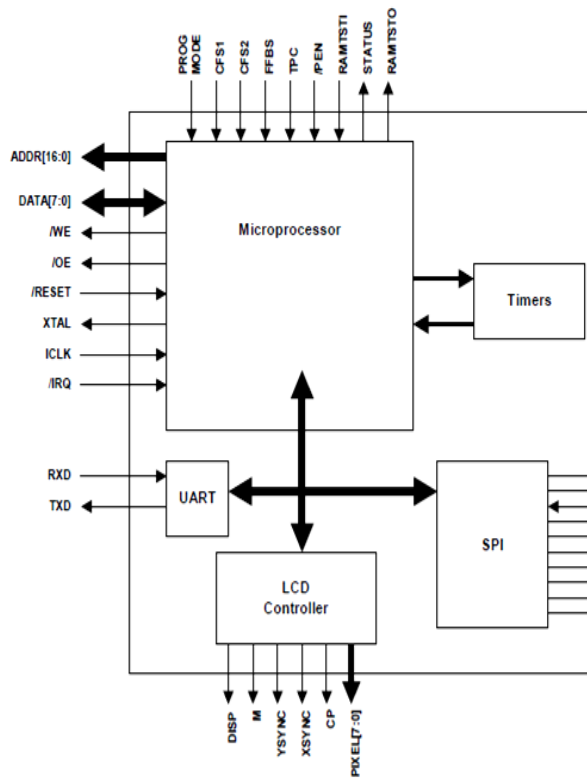 PROG
MODE
CFS1
CFS2
FFBS
TPC
/PEN
RAMTSTI
STATUS
RAMTSTO
ADDR[16:0]
DATA[7:0]
/WE
/OE
/RESET
XTAL
ICLK
/IRQ
Microprocessor
Timers
RXD
TXD
UART
SPI
LCD
Controller
DISP
M
YSYNC
XSYNC
CP
PIXEL[7:0]